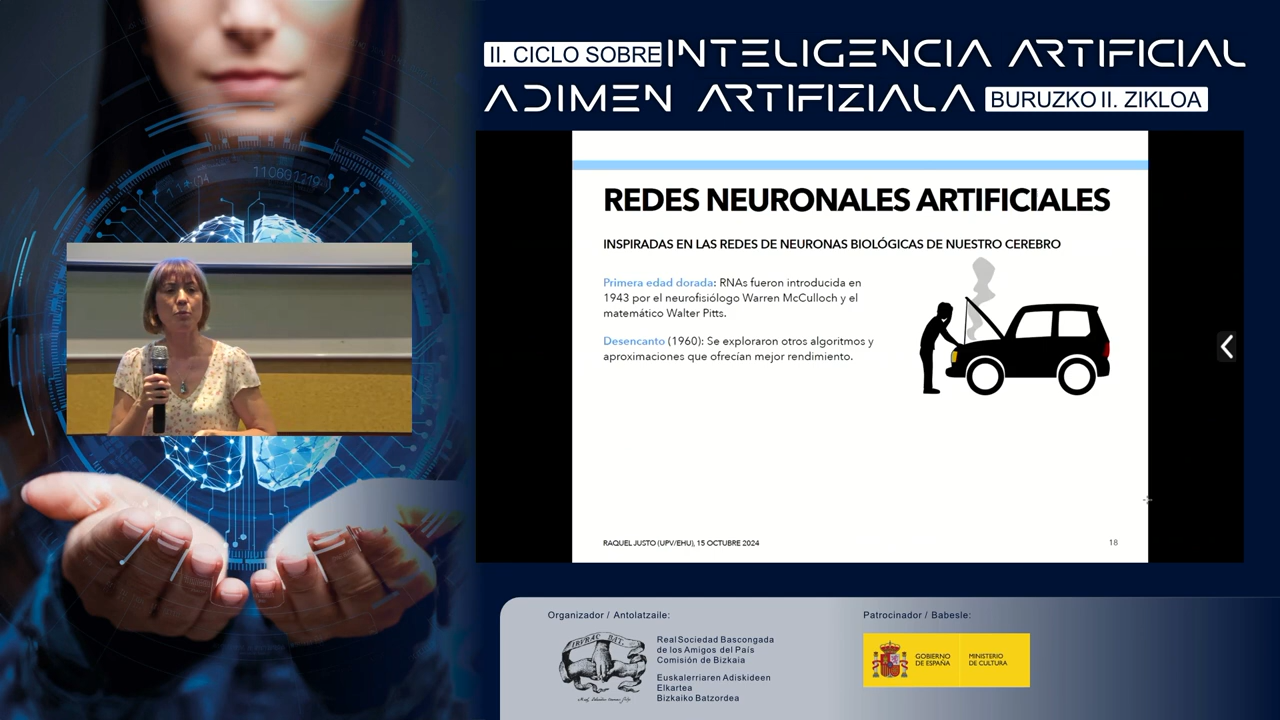 II. CICLO SOBRE INTELIGENCIA ARTIFICIAL
ADIMEN ARTIFIZIALA BURUZKO II. ZIKLOA
REDES NEURONALES ARTIFICIALES
INSPIRADAS EN LAS REDES DE NEURONAS BIOLÓGICAS DE NUESTRO CEREBRO
Primera edad dorada: RNAs fueron introducida en
1943 por el neurofisiólogo Warren McCulloch y el
matemático Walter Pitts.
Desencanto (1960): Se exploraron otros algoritmos y
aproximaciones que ofrecían mejor rendimiento.
RAQUEL JUSTO (UPV/EHU), 15 OCTUBRE 2024
18
Organizador / Antolatzaile:
Real Sociedad Bascongada
de los Amigos del País
Comisión de Bizkaia
Euskalerriaren Adiskideen
Elkartea
Bizkaiko Batzordea
Patrocinador / Babesle:
GOBIERNO
DE ESPAÑA
MINISTERIO
DE CULTURA